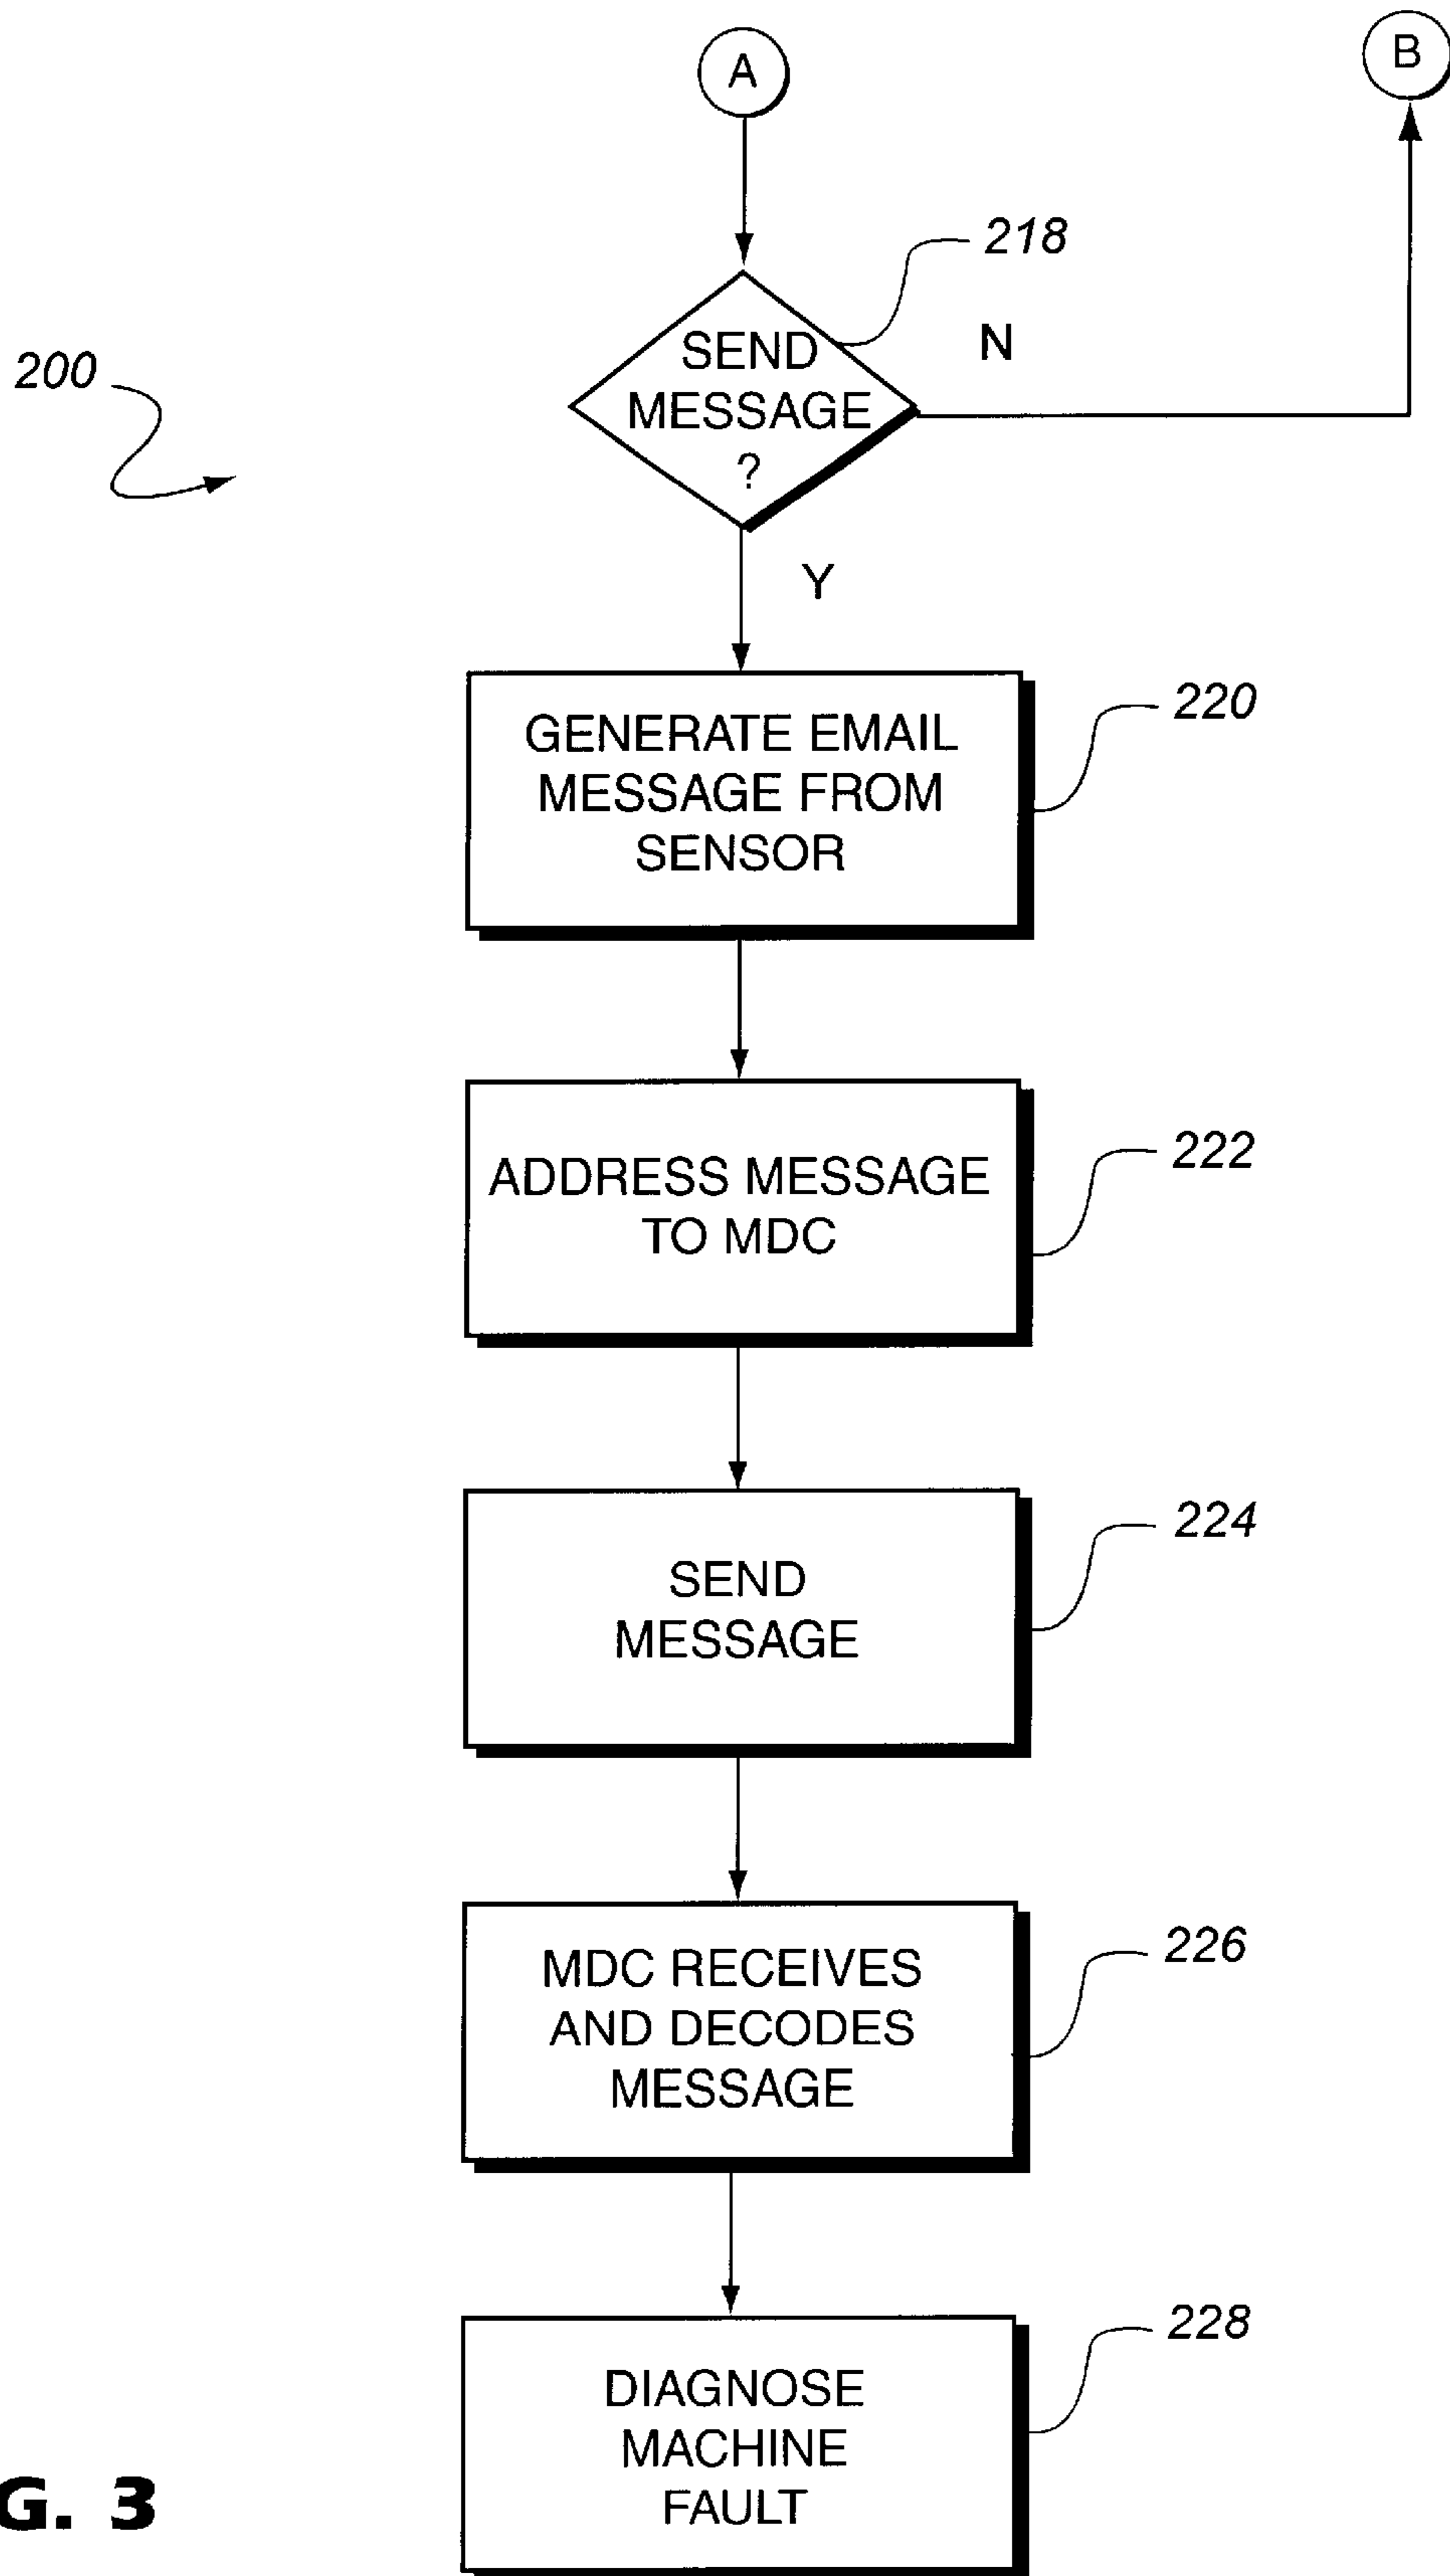 A
B
218
SEND
MESSAGE
?
N
200
Y
GENERATE EMAIL
MESSAGE FROM
SENSOR
220
ADDRESS MESSAGE
TO MDC
222
SEND
MESSAGE
224
MDC RECEIVES
AND DECODES
MESSAGE
226
DIAGNOSE
MACHINE
FAULT
228
G. 3